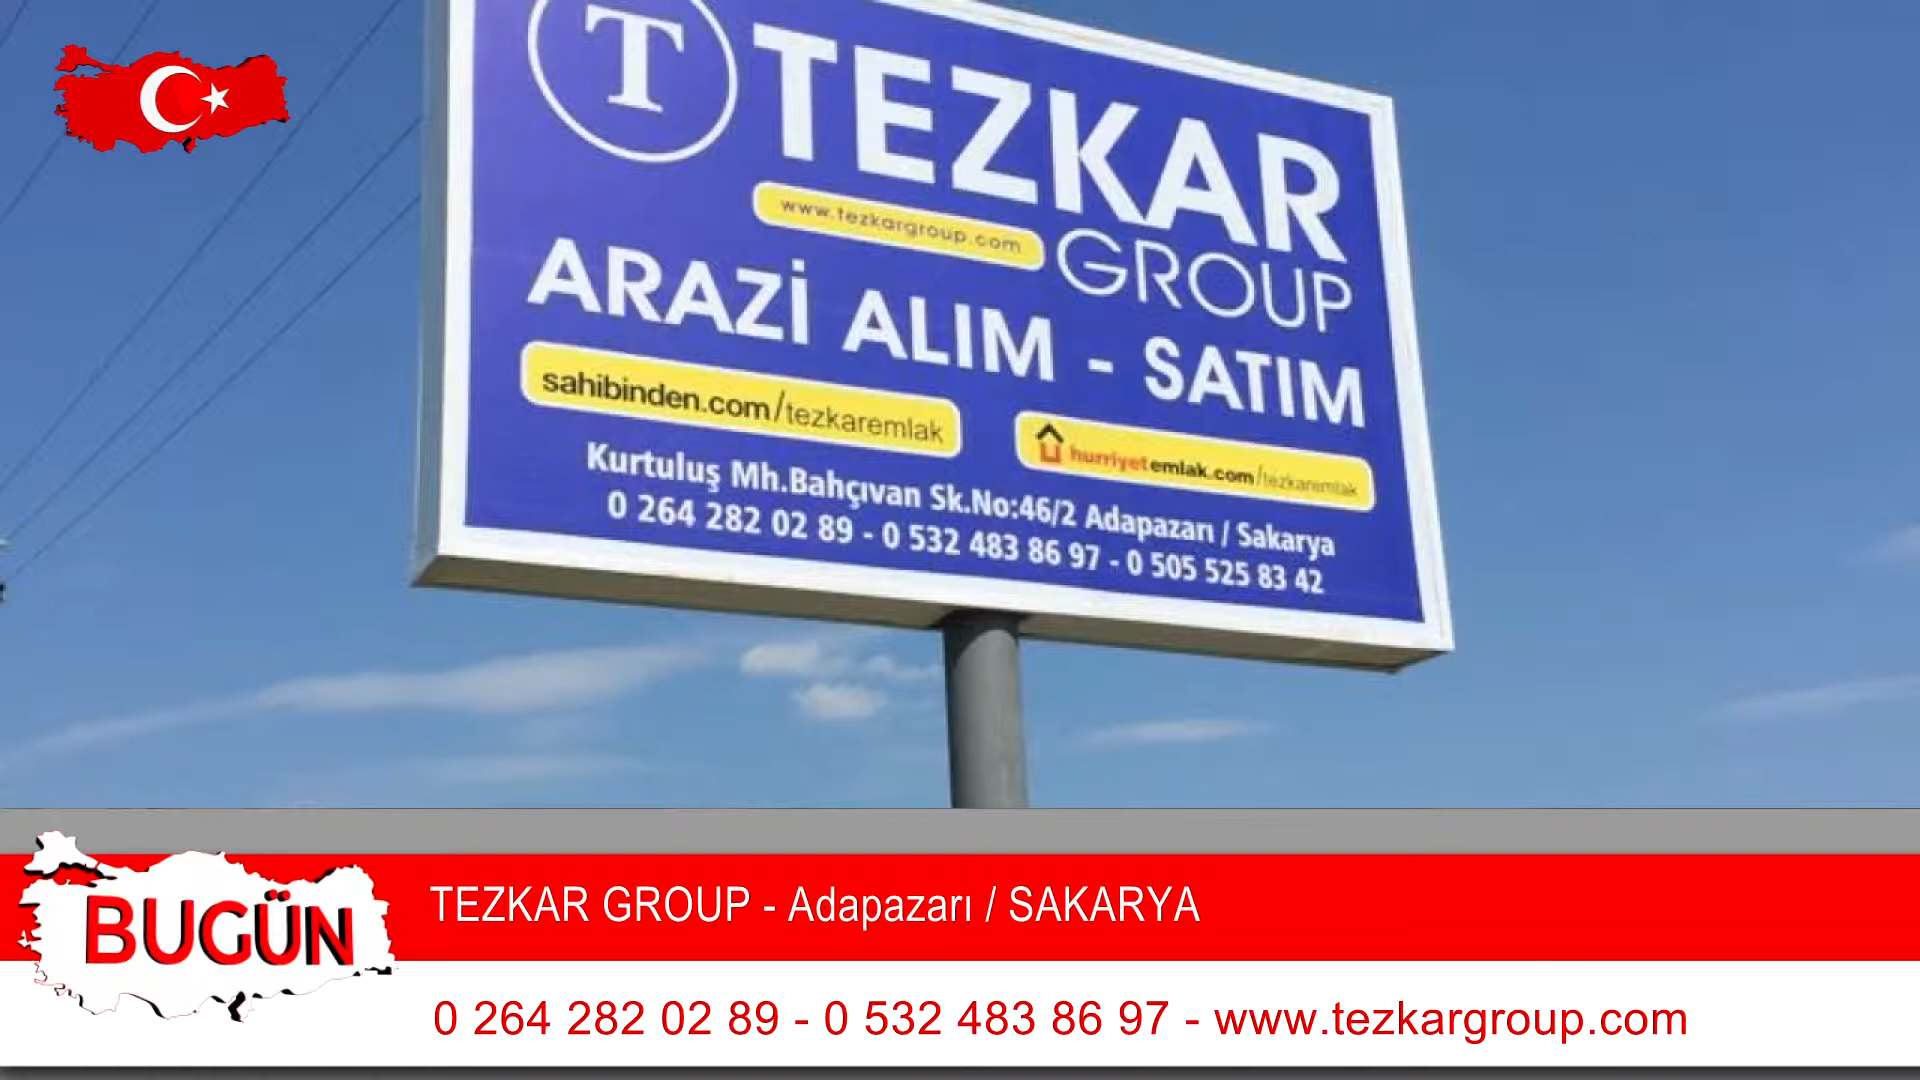 T TEZKAR
www.tezkargroup.com
GROUP
ARAZİ ALIM - SATIM
sahibinden.com/tezkaremlak
hurriyetemlak.com/tezkaremlak
Kurtuluş Mh.Bahçıvan Sk.No:46/2 Adapazarı / Sakarya
0 264 282 02 89 - 0 532 483 86 97 - 0 505 525 83 42
BUGÜN
TEZKAR GROUP - Adapazarı / SAKARYA
0 264 282 02 89 - 0 532 483 86 97 - www.tezkargroup.com